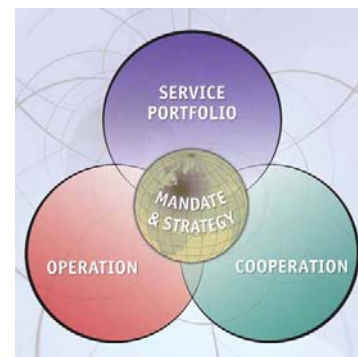 SERVICE
PORTFOLIO
MANDATE
& STRATEGY
OPERATION
COOPERATION